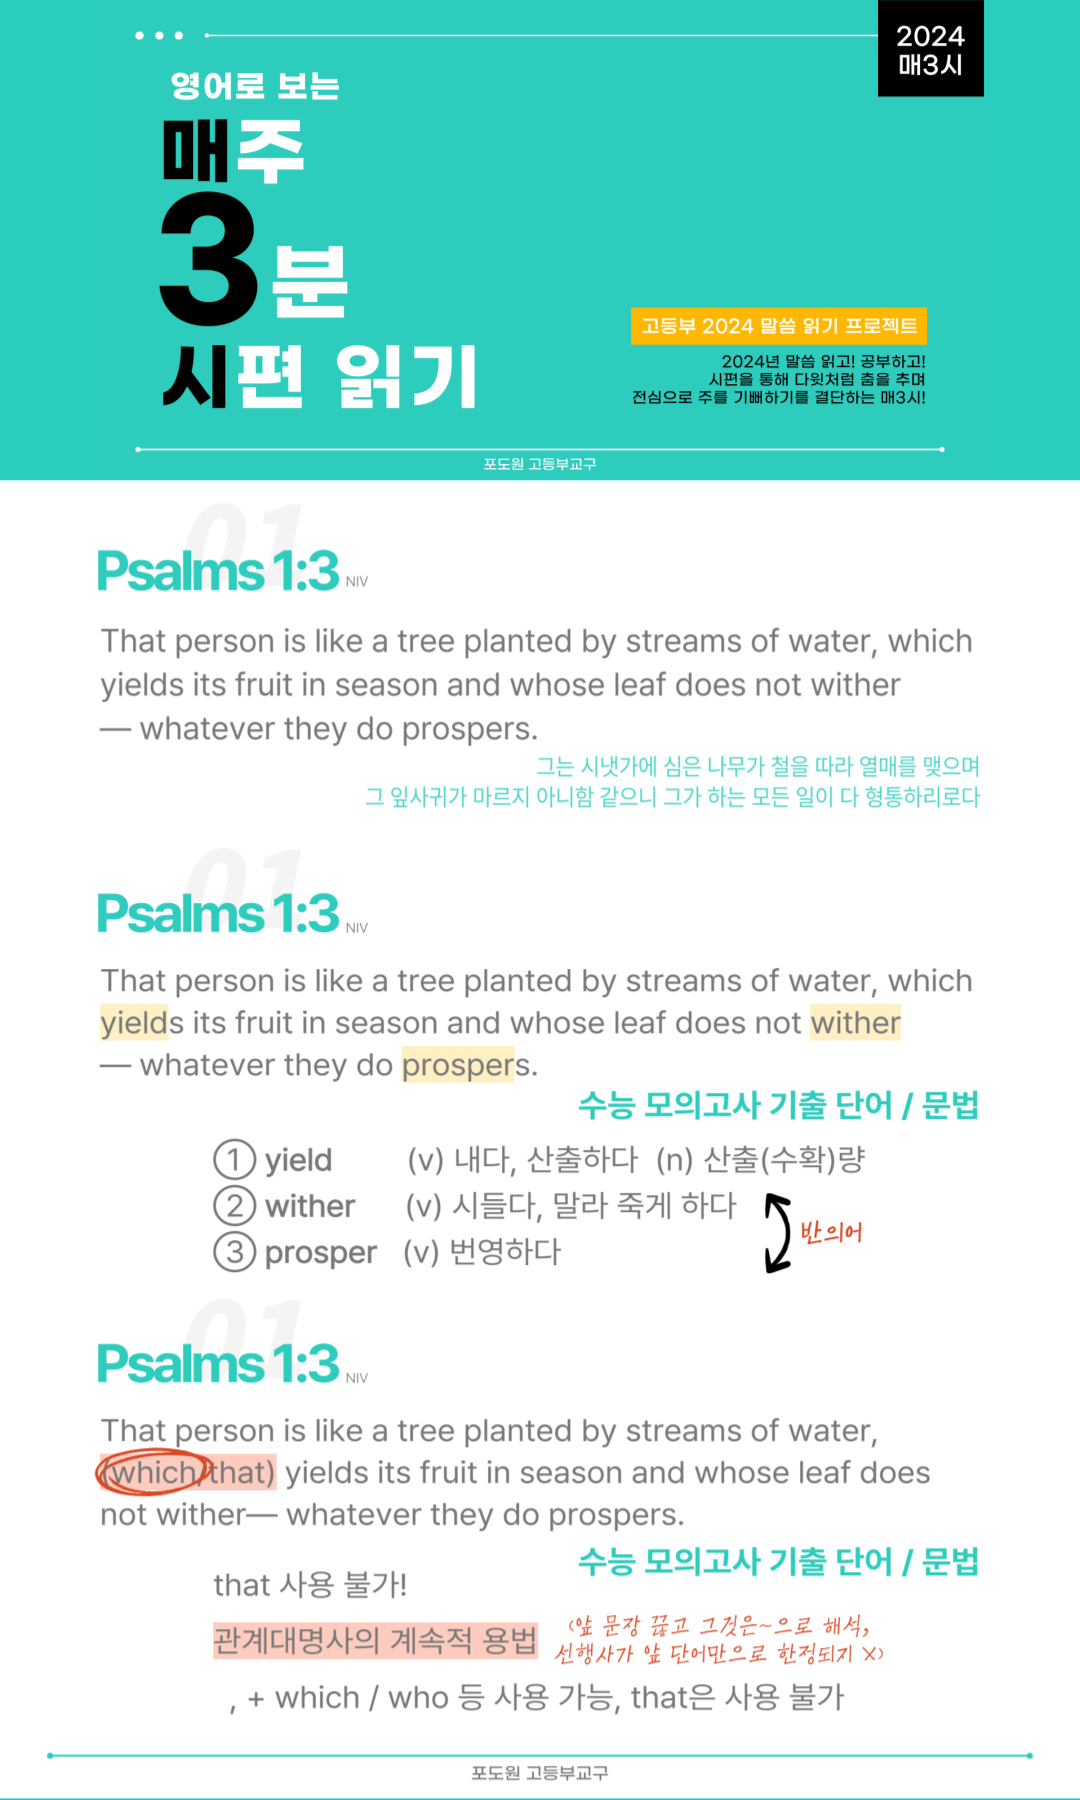 2024
매3시
영어로 보는
매주
3분
시편 읽기
고등부 2024 말씀 읽기 프로젝트
2024년 말씀 읽고! 공부하고!
시편을 통해 다윗처럼 춤을 추며
전심으로 주를 기뻐하기를 결단하는 매3시!
포도원 고등부교구
01
Psalms 1:3 NIV
That person is like a tree planted by streams of water, which
yields its fruit in season and whose leaf does not wither
— whatever they do prospers.
그는 시냇가에 심은 나무가 철을 따라 열매를 맺으며
그 잎사귀가 마르지 아니함 같으니 그가 하는 모든 일이 다 형통하리로다
01
Psalms 1:3 NIV
That person is like a tree planted by streams of water, which
yields its fruit in season and whose leaf does not wither
— whatever they do prospers.
수능 모의고사 기출 단어 / 문법
① yield (v) 내다, 산출하다 (n) 산출(수확)량
② wither (v) 시들다, 말라 죽게 하다
반의어
③ prosper (v) 번영하다
01
Psalms 1:3 NIV
That person is like a tree planted by streams of water,
(which/that) yields its fruit in season and whose leaf does
not wither— whatever they do prospers.
수능 모의고사 기출 단어 / 문법
that 사용 불가!
관계대명사의 계속적 용법
(앞 문장 끊고 그것은~으로 해석,
선행사가 앞 단어만으로 한정되지 X)
, + which / who 등 사용 가능, that은 사용 불가
포도원 고등부교구